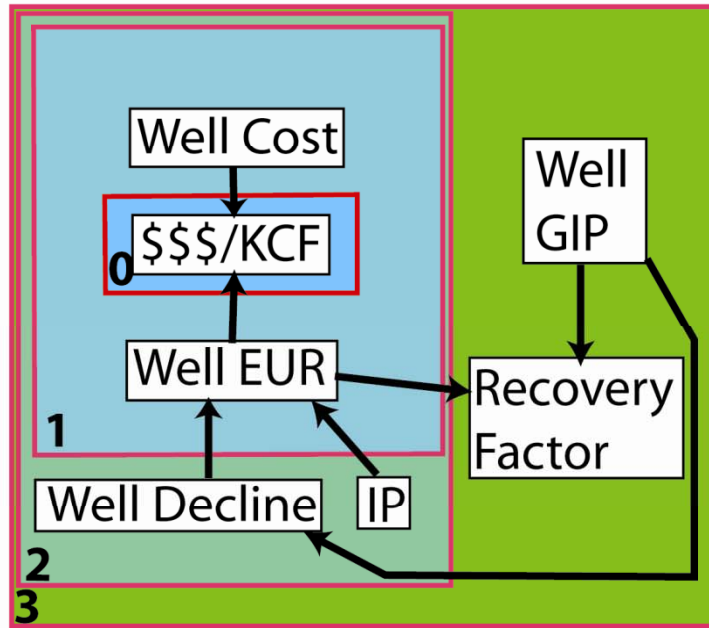 Well Cost
Well
GIP
$$$/KCF
0
Well EUR
Recovery
Factor
1
Well Decline
IP
2
3